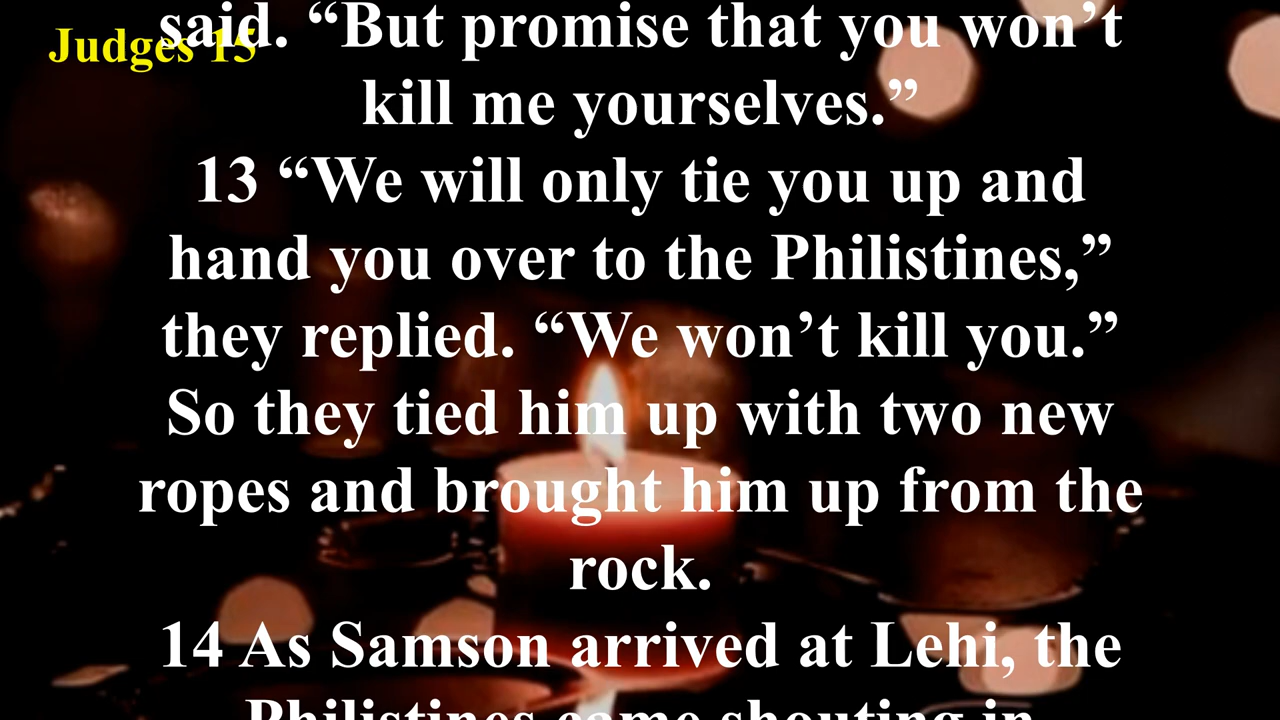 Judges 15
said. “But promise that you won’t
kill me yourselves.”
13 “We will only tie you up and
hand you over to the Philistines,”
they replied. “We won’t kill you.”
So they tied him up with two new
ropes and brought him up from the
rock.
14 As Samson arrived at Lehi, the
Philistines came shouting in